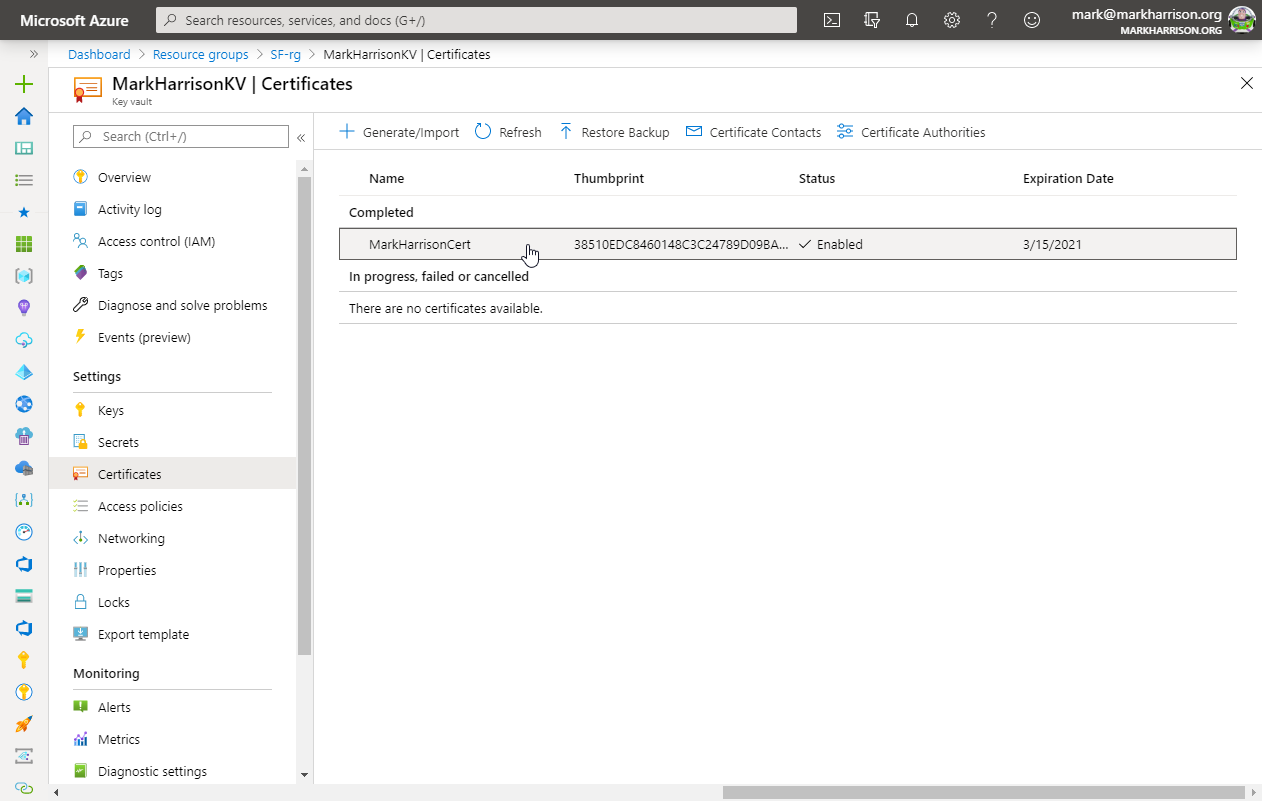 Microsoft Azure
Search resources, services, and docs (G+/)
mark@markharrison.org
MARKHARRISON.ORG
Dashboard > Resource groups > SF-rg > MarkHarrisonKV | Certificates
MarkHarrisonKV | Certificates
Key vault
Search (Ctrl+/)
Overview
Activity log
Access control (IAM)
Tags
Diagnose and solve problems
Events (preview)
Settings
Keys
Secrets
Certificates
Access policies
Networking
Properties
Locks
Export template
Monitoring
Alerts
Metrics
Diagnostic settings
Generate/Import Refresh Restore Backup Certificate Contacts Certificate Authorities
Name Thumbprint Status Expiration Date
Completed
MarkHarrisonCert 38510EDC8460148C3C24789D09BA... Enabled 3/15/2021
In progress, failed or cancelled
There are no certificates available.